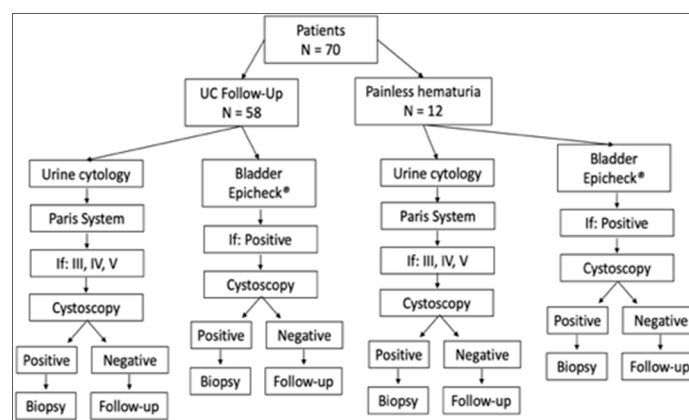 Patients
N = 70
UC Follow-Up
N = 58
Painless hematuria
N = 12
Urine cytology
Paris System
If: III, IV, V
Cystoscopy
Positive
Negative
Biopsy
Follow-up
Bladder
Epicheck®
If: Positive
Cystoscopy
Positive
Negative
Biopsy
Follow-up
Urine cytology
Paris System
If: III, IV, V
Cystoscopy
Positive
Negative
Biopsy
Follow-up
Bladder
Epicheck®
If: Positive
Cystoscopy
Positive
Negative
Biopsy
Follow-up